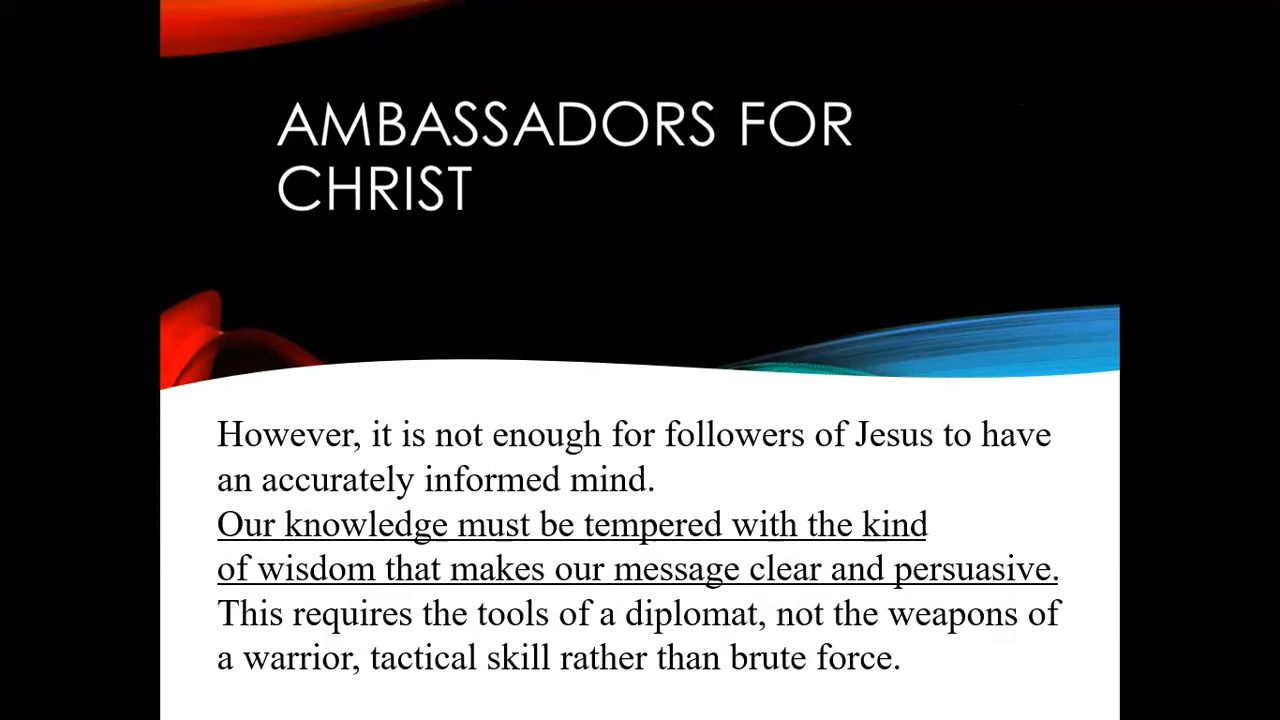 AMBASSADORS FOR
CHRIST
However, it is not enough for followers of Jesus to have
an accurately informed mind.
Our knowledge must be tempered with the kind
of wisdom that makes our message clear and persuasive.
This requires the tools of a diplomat, not the weapons of
a warrior, tactical skill rather than brute force.